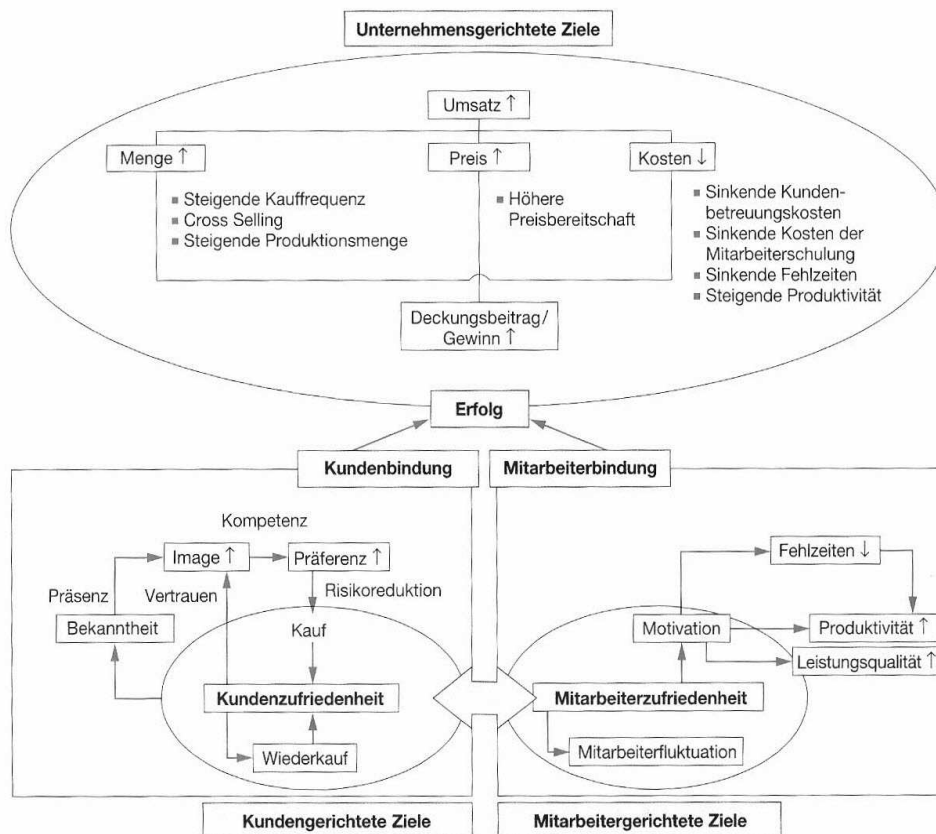 Unternehmensgerichtete Ziele
Umsatz ↑
Menge ↑
Preis ↑
Kosten ↓
▪ Steigende Kauffrequenz
▪ Cross Selling
▪ Steigende Produktionsmenge
▪ Höhere
Preisbereitschaft
▪ Sinkende Kunden-
betreuungskosten
▪ Sinkende Kosten der
Mitarbeiterschulung
▪ Sinkende Fehlzeiten
▪ Steigende Produktivität
Deckungsbeitrag/
Gewinn ↑
Erfolg
Kundenbindung
Mitarbeiterbindung
Kompetenz
Image ↑
Präferenz ↑
Präsenz
Vertrauen
Risikoreduktion
Bekanntheit
Kauf
Kundenzufriedenheit
Wiederkauf
Fehlzeiten ↓
Motivation
Produktivität ↑
Leistungsqualität ↑
Mitarbeiterzufriedenheit
Mitarbeiterfluktuation
Kundengerichtete Ziele
Mitarbeitergerichtete Ziele